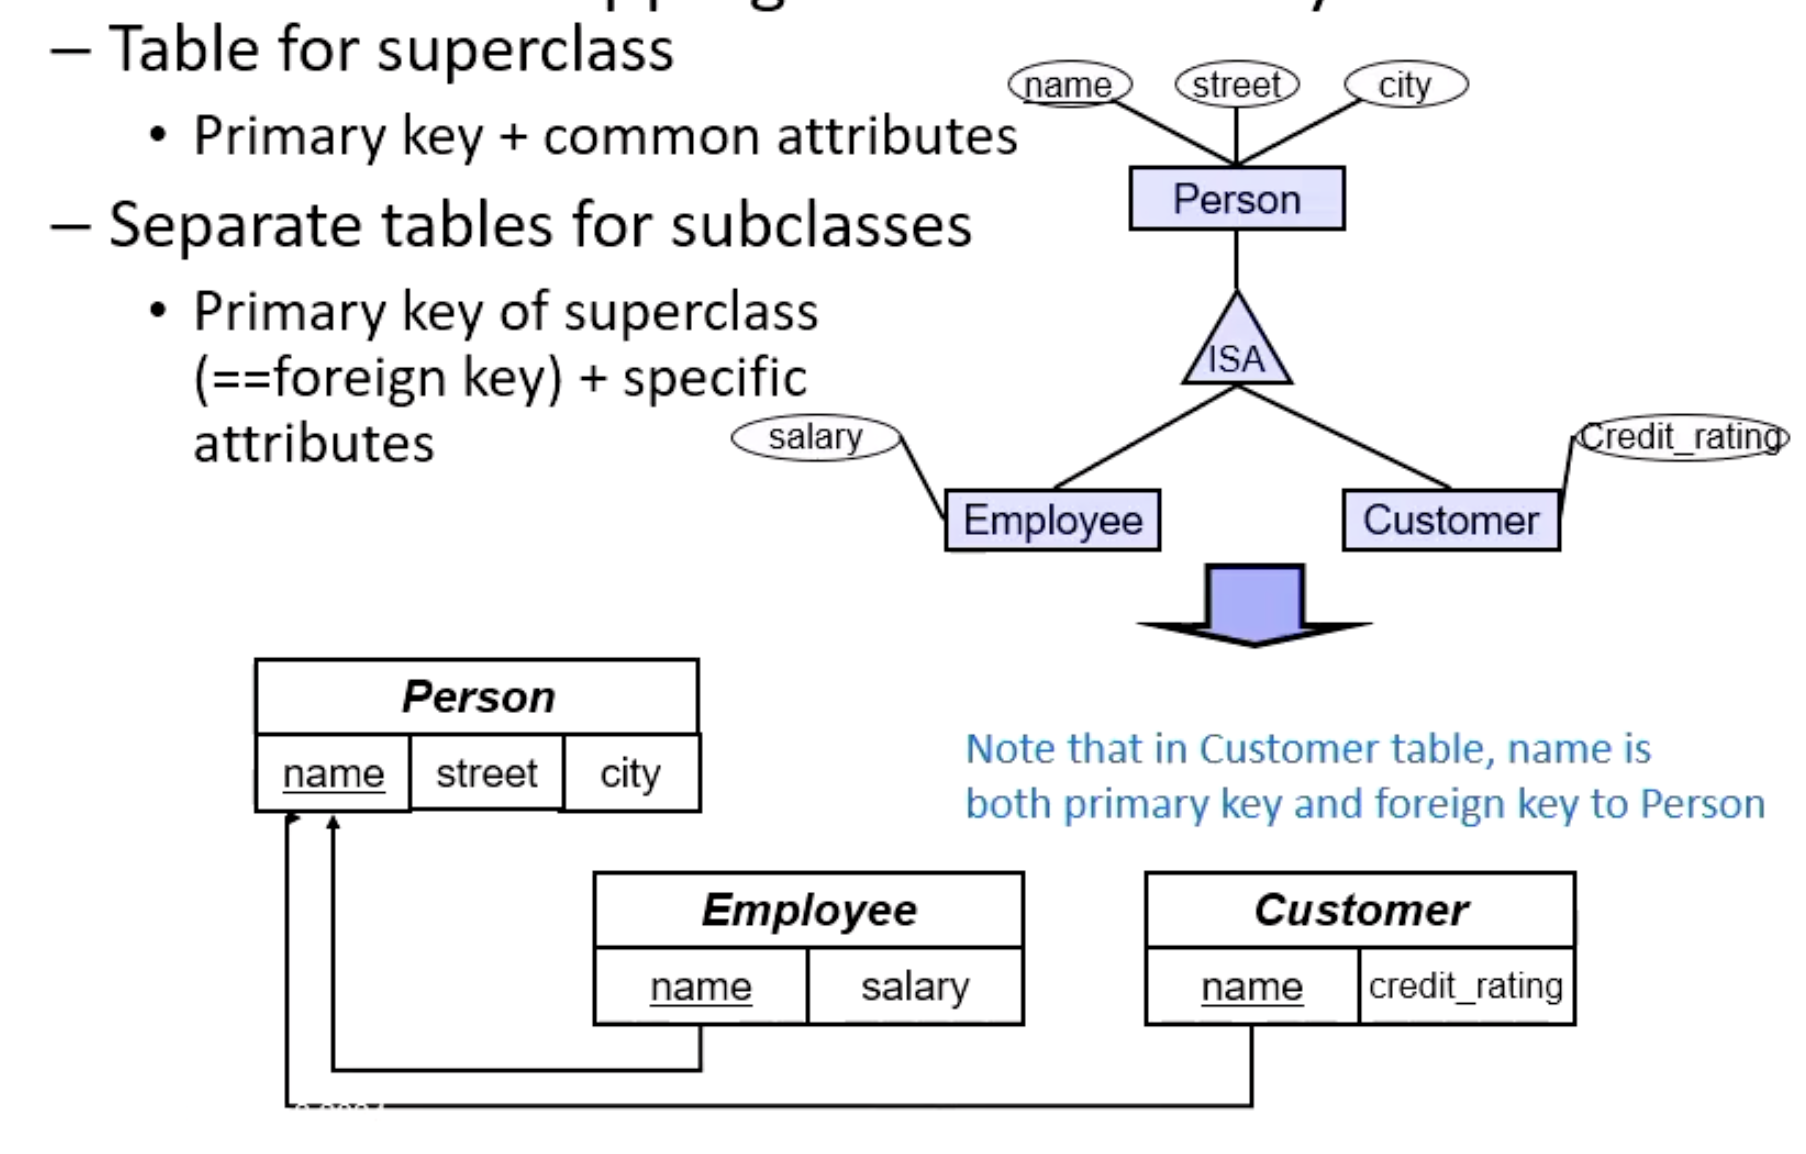 – Table for superclass
• Primary key + common attributes
– Separate tables for subclasses
• Primary key of superclass
(==foreign key) + specific
attributes
name street city
Person
ISA
salary
Credit_rating
Employee
Customer
Person
name street city
Note that in Customer table, name is
both primary key and foreign key to Person
Employee
name salary
Customer
name credit_rating